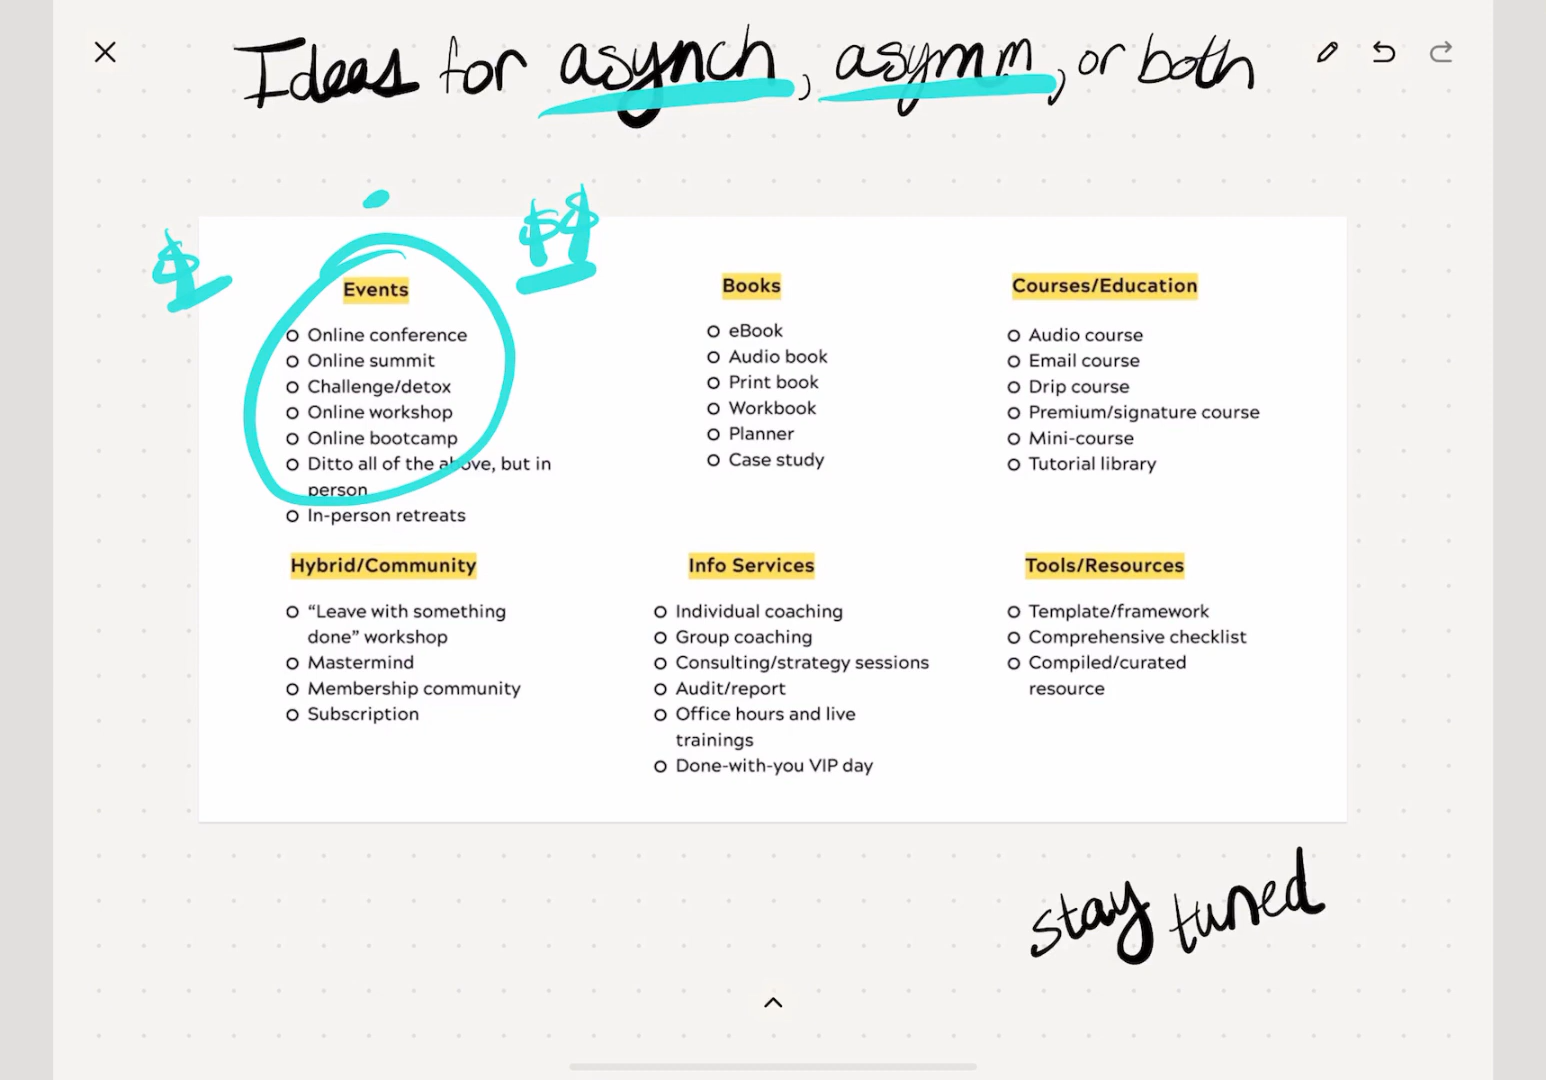 Ideas for asynch, asymm, or both
$
$$
Events
Online conference
Online summit
Challenge/detox
Online workshop
Online bootcamp
Ditto all of the above, but in
person
In-person retreats
Books
eBook
Audio book
Print book
Workbook
Planner
Case study
Courses/Education
Audio course
Email course
Drip course
Premium/signature course
Mini-course
Tutorial library
Hybrid/Community
“Leave with something
done” workshop
Mastermind
Membership community
Subscription
Info Services
Individual coaching
Group coaching
Consulting/strategy sessions
Audit/report
Office hours and live
trainings
Done-with-you VIP day
Tools/Resources
Template/framework
Comprehensive checklist
Compiled/curated
resource
stay tuned